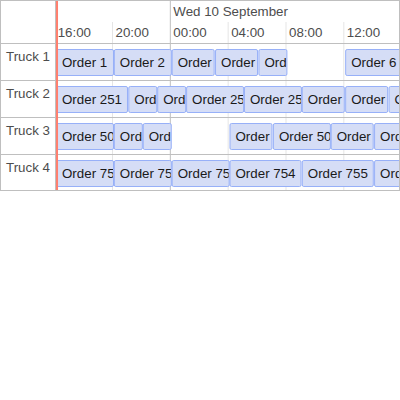 Wed 10 September
16:00 20:00 00:00 04:00 08:00 12:00
Truck 1 Order 1 Order 2 Order Order Ord Order 6
Truck 2 Order 251 Ord Ord Order 25 Order 25 Order Order
Truck 3 Order 50 Ord Ord Order Order 50 Order Ord
Truck 4 Order 75 Order 75 Order 75 Order 754 Order 755 Ord